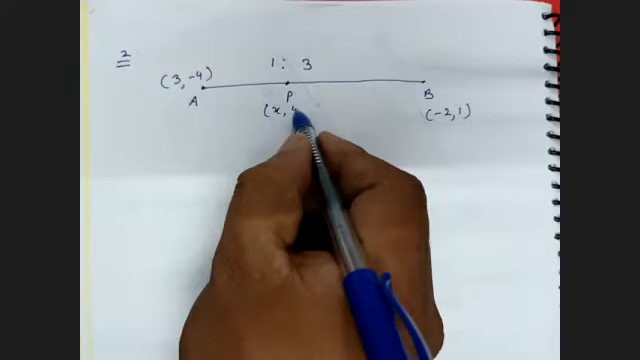 2
1 : 3
(3, -4)
A P B
(x, (-2, 1)